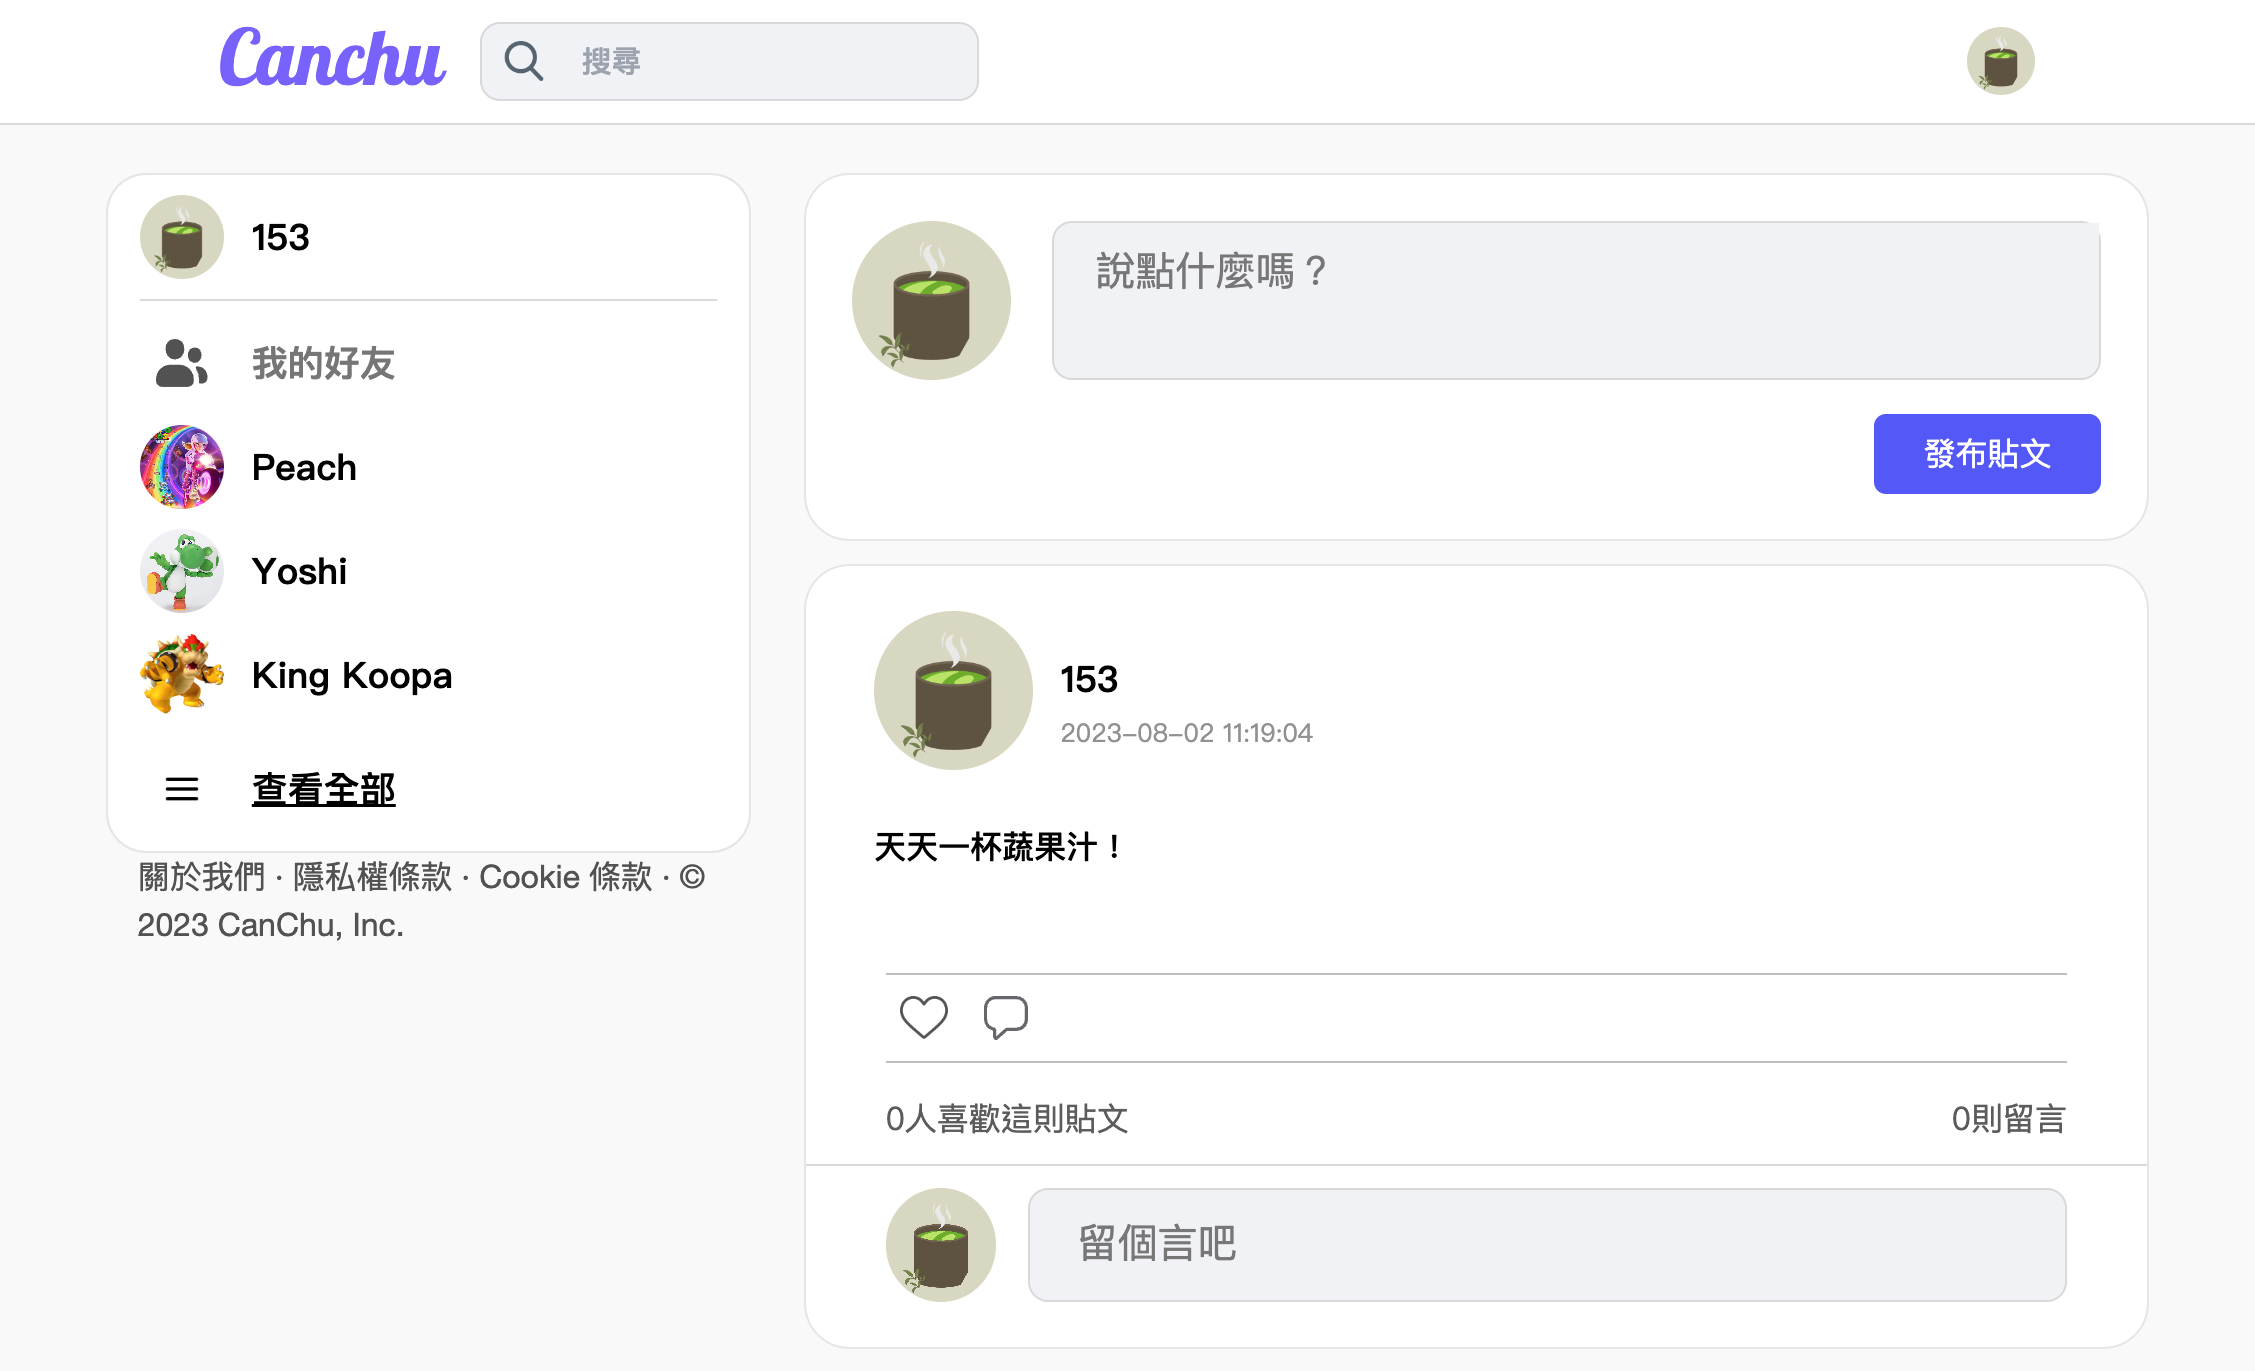 Canchu
搜尋
153
我的好友
Peach
Yoshi
King Koopa
查看全部
關於我們 · 隱私權條款 · Cookie 條款 · ©
2023 CanChu, Inc.
說點什麼嗎？
發布貼文
153
2023-08-02 11:19:04
天天一杯蔬果汁！
0人喜歡這則貼文
0則留言
留個言吧